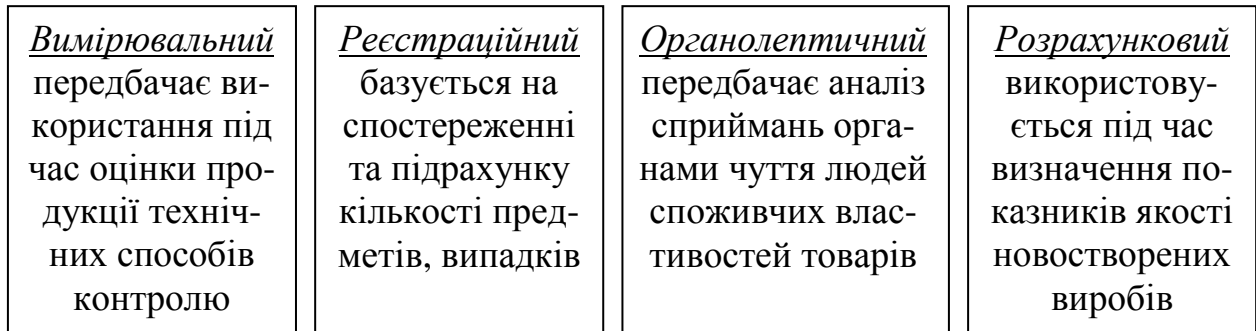 Вимірювальний
передбачає ви-
користання під
час оцінки про-
дукції техніч-
них способів
контролю
Реєстраційний
базується на
спостереженні
та підрахунку
кількості пред-
метів, випадків
Органолептичний
передбачає аналіз
сприймань орга-
нами чуття людей
споживчих влас-
тивостей товарів
Розрахунковий
використову-
ється під час
визначення по-
казників якості
новостворених
виробів